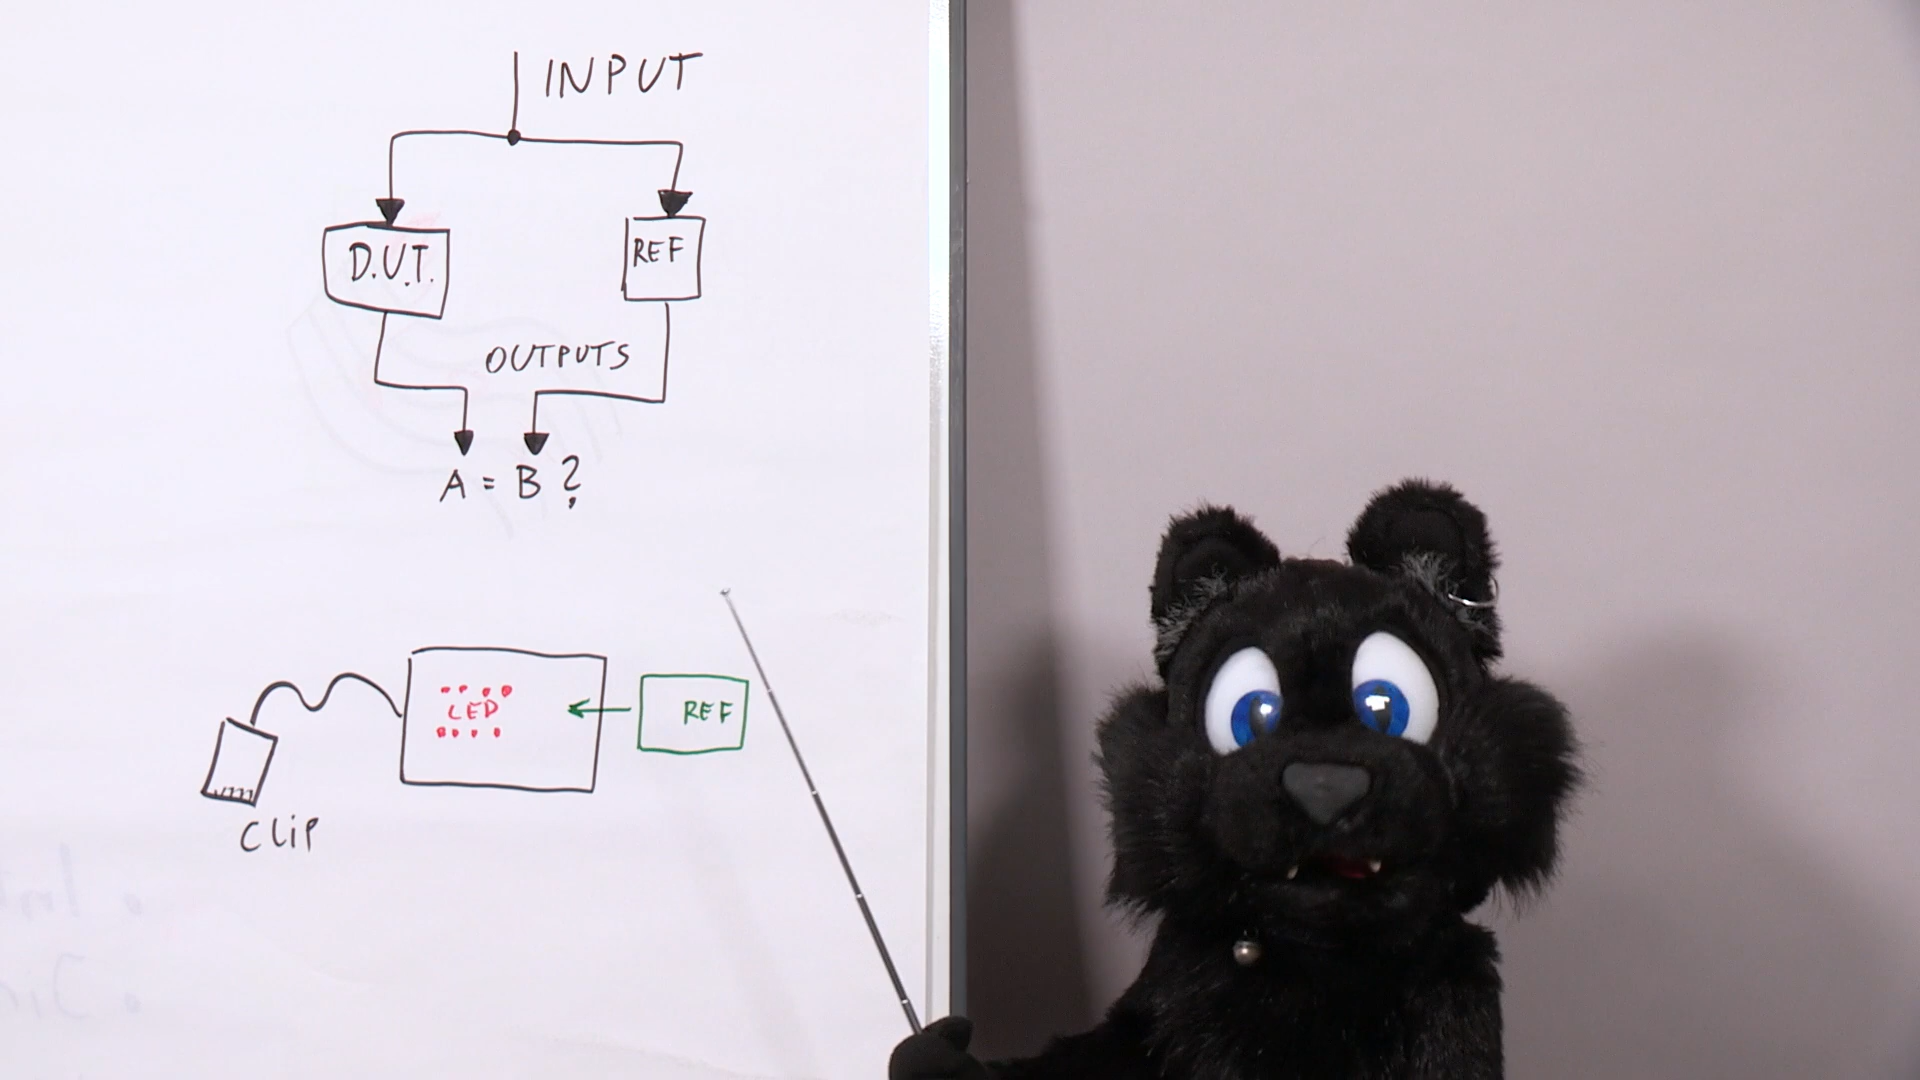 INPUT
D.U.T.
REF
OUTPUTS
A = B ?
LED
REF
CLiP